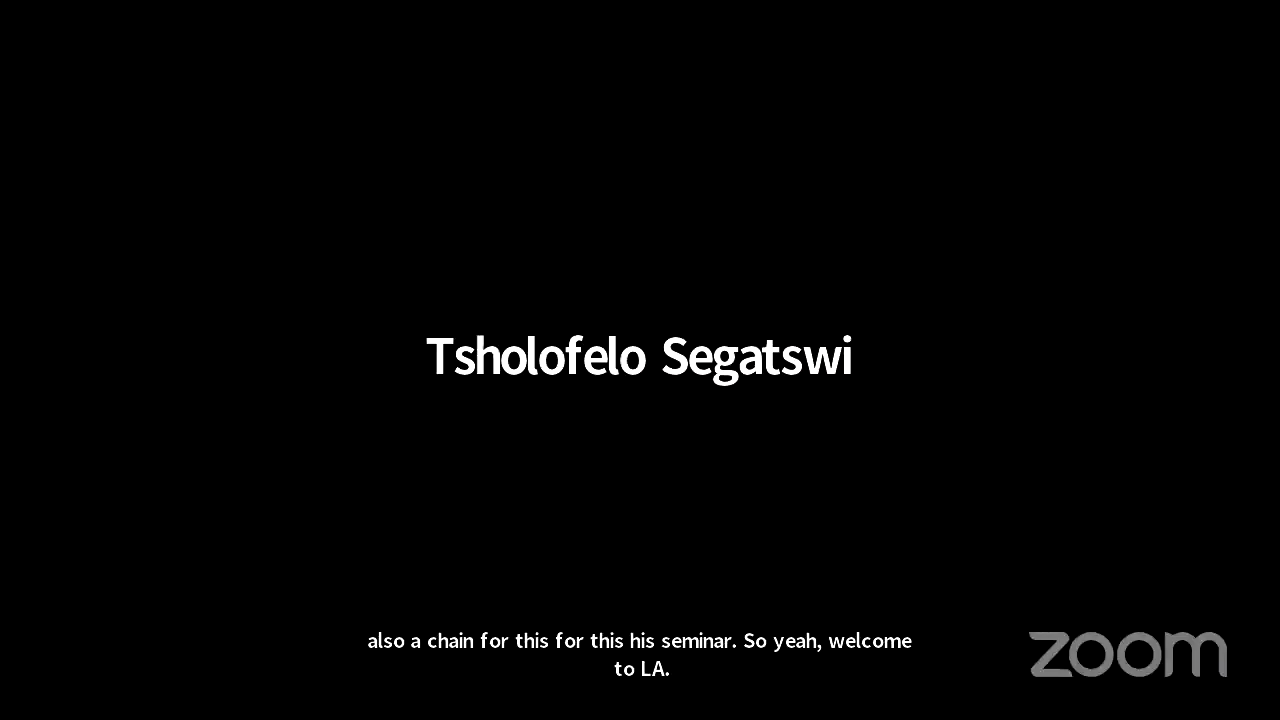 Tsholofelo Segatswi
also a chain for this for this his seminar. So yeah, welcome
to LA.
zoom